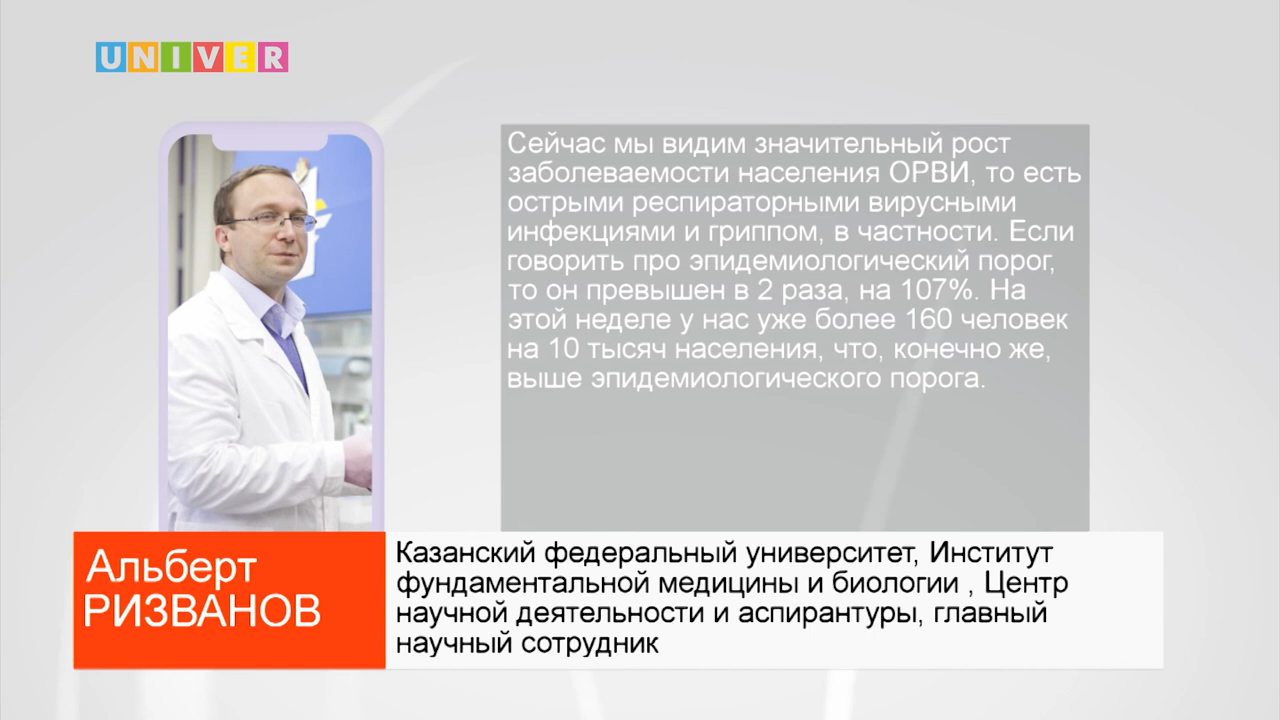 UNIVER
Сейчас мы видим значительный рост
заболеваемости населения ОРВИ, то есть
острыми респираторными вирусными
инфекциями и гриппом, в частности. Если
говорить про эпидемиологический порог,
то он превышен в 2 раза, на 107%. На
этой неделе у нас уже более 160 человек
на 10 тысяч населения, что, конечно же,
выше эпидемиологического порога.
Альберт
РИЗВАНОВ
Казанский федеральный университет, Институт
фундаментальной медицины и биологии , Центр
научной деятельности и аспирантуры, главный
научный сотрудник